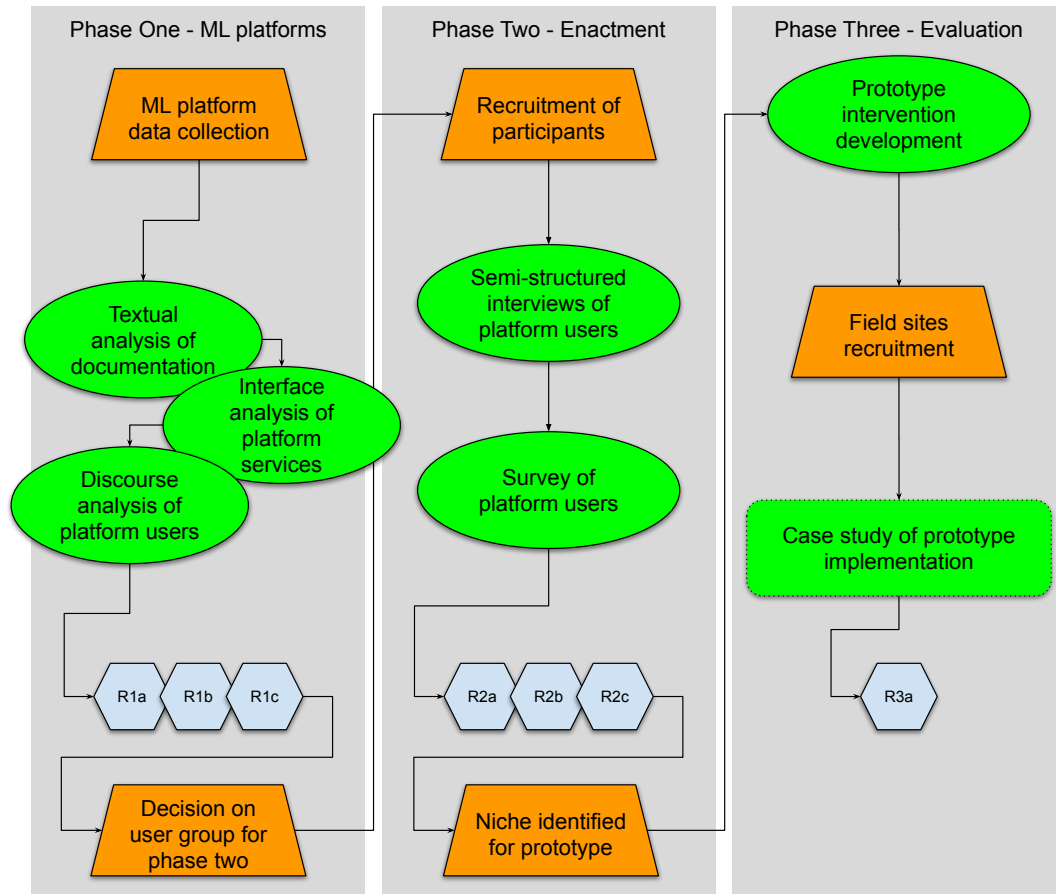 Phase One - ML platforms
ML platform
data collection
Textual
analysis of
documentation
Interface
analysis of
platform
services
Discourse
analysis of
platform users
R1a
R1b
R1c
Decision on
user group for
phase two
Phase Two - Enactment
Recruitment of
participants
Semi-structured
interviews of
platform users
Survey of
platform users
R2a
R2b
R2c
Niche identified
for prototype
Phase Three - Evaluation
Prototype
intervention
development
Field sites
recruitment
Case study of prototype
implementation
R3a